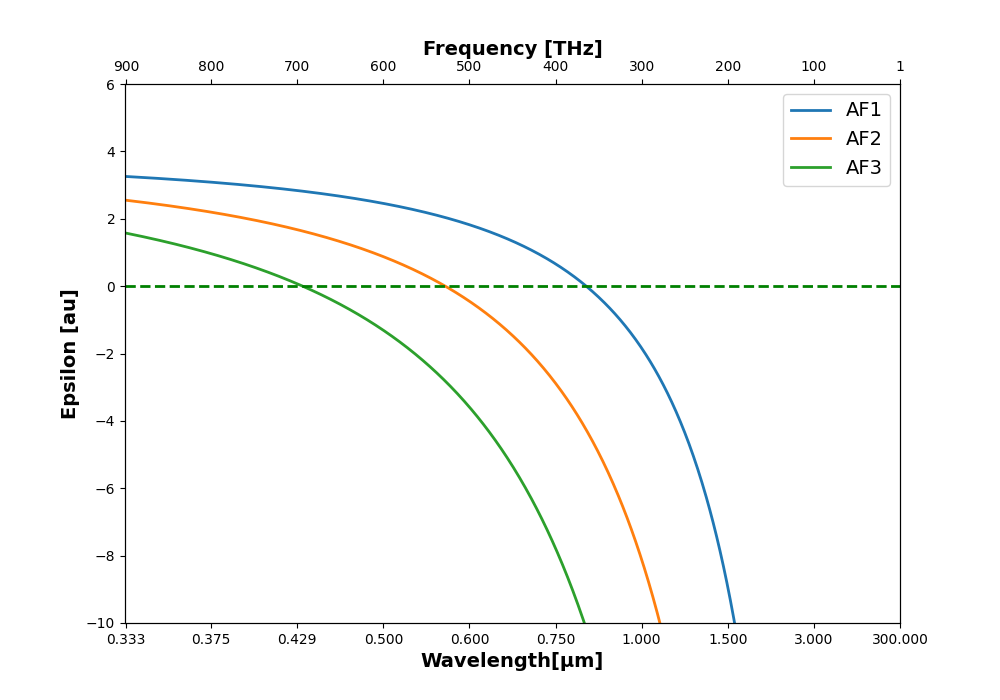 Frequency [THz]
900 800 700 600 500 400 300 200 100 1
6
4
2
0
−2
−4
−6
−8
−10
Epsilon [au]
AF1
AF2
AF3
0.333 0.375 0.429 0.500 0.600 0.750 1.000 1.500 3.000 300.000
Wavelength[μm]